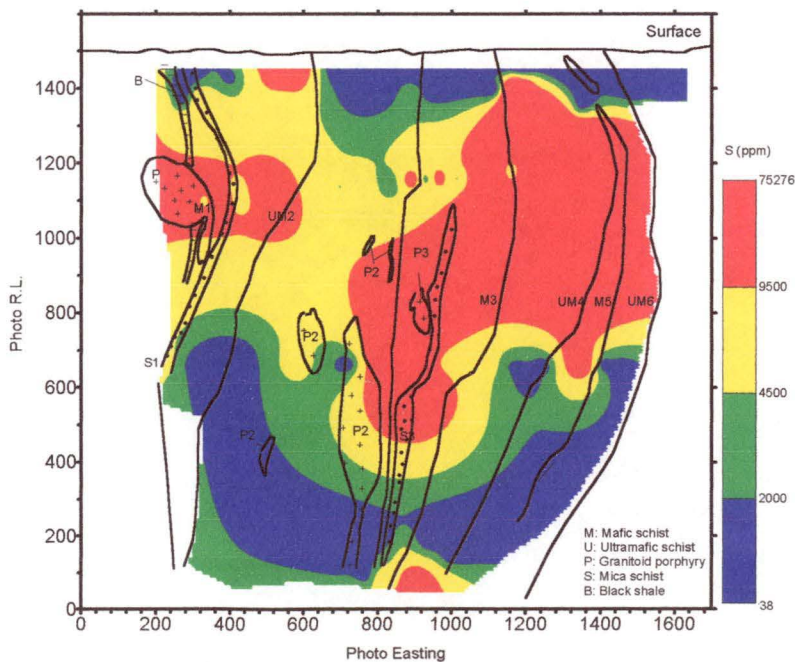 Surface
1400
1200
1000
800
600
400
200
0
Photo R.L.
B
P
M1
UM2
P2
P3
M3
UM4
M5
UM6
P2
S1
P2
P2
S3
S (ppm)
75276
9500
4500
2000
38
M: Mafic schist
U: Ultramafic schist
P: Granitoid porphyry
S: Mica schist
B: Black shale
0 200 400 600 800 1000 1200 1400 1600
Photo Easting